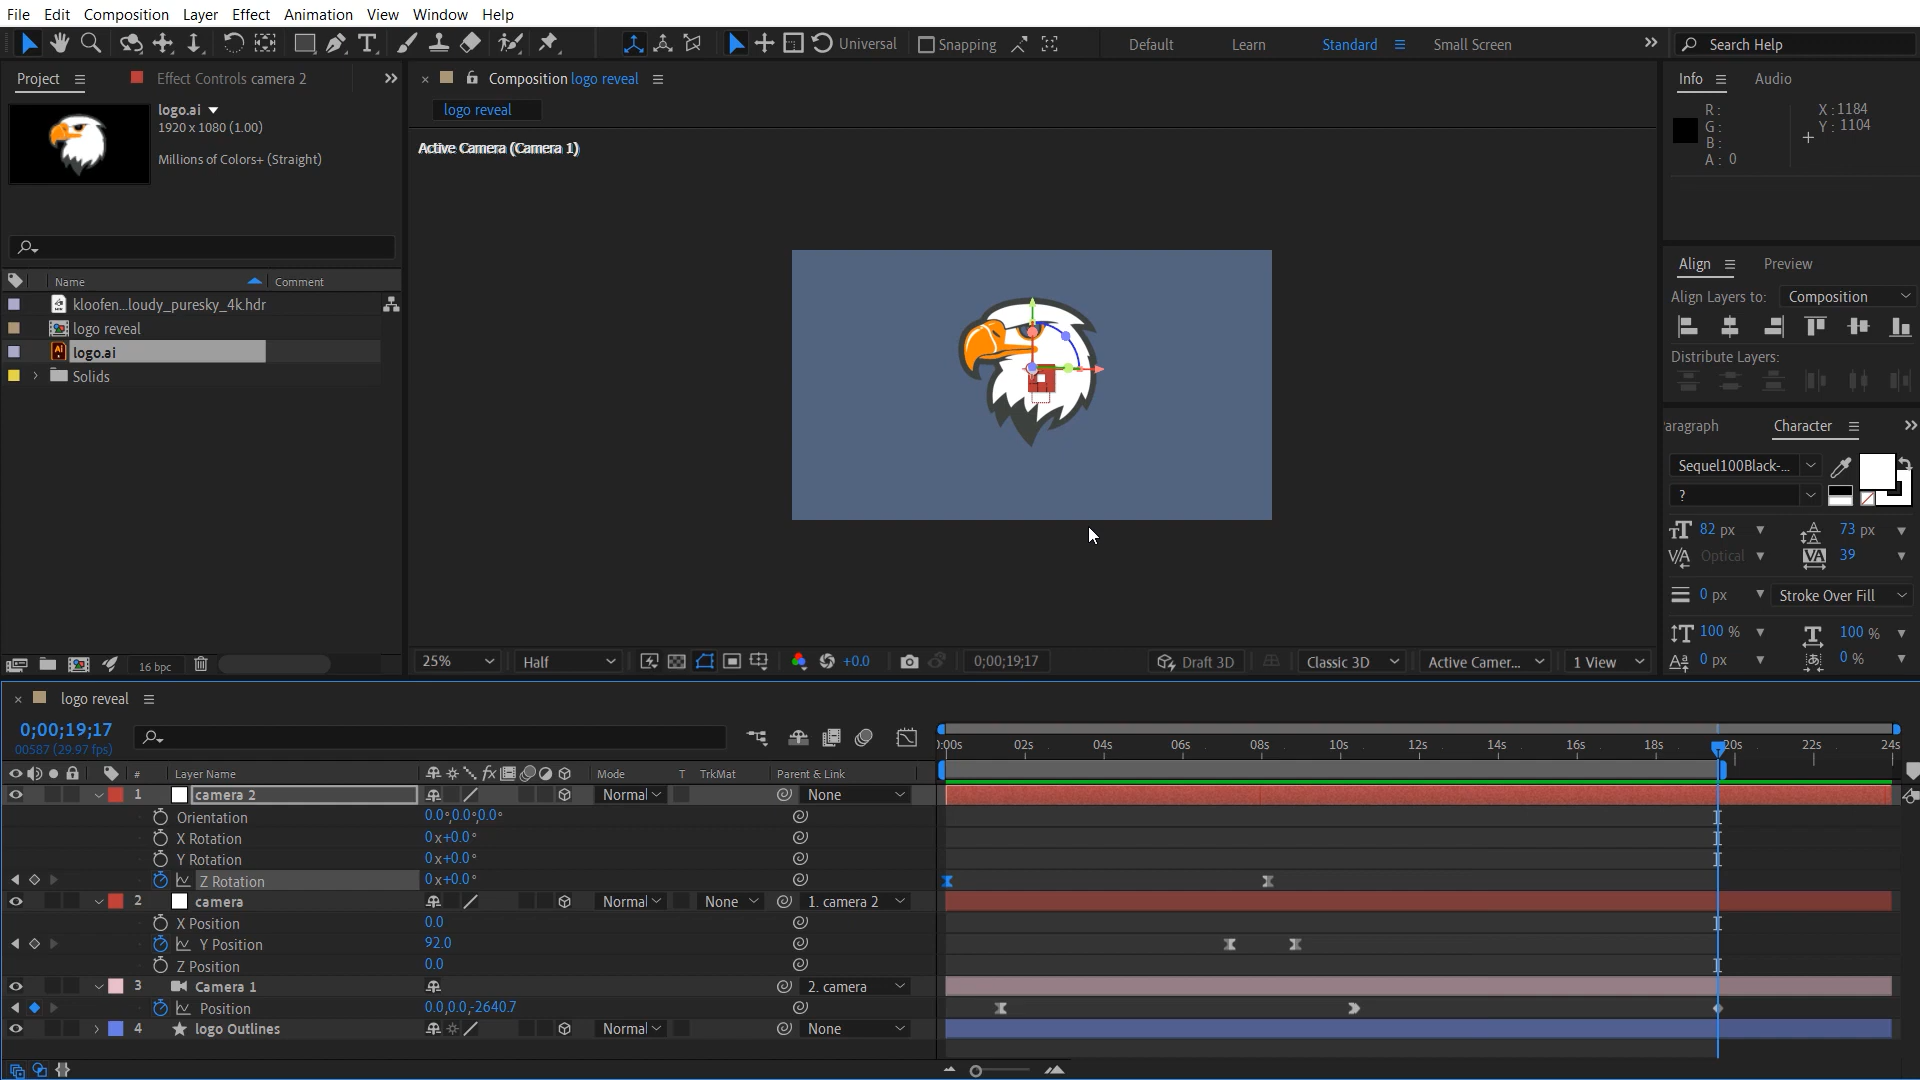 File Edit Composition Layer Effect Animation View Window Help
Universal Snapping Default Learn Standard Small Screen Search Help
Project Effect Controls camera 2
Composition logo reveal
Info Audio
logo.ai
1920 x 1080 (1.00)
Millions of Colors+ (Straight)
logo reveal
Active Camera (Camera 1)
R :
G :
B :
A : 0
X : 1184
Y : 1104
Name Comment
kloofen...loudy_puresky_4k.hdr
logo reveal
logo.ai
Solids
Align Preview
Align Layers to: Composition
Distribute Layers:
aragraph Character
Sequel100Black-...
?
82 px 73 px
Optical 39
0 px Stroke Over Fill
100 % 100 %
0 px 0 %
16 bpc
25% Half +0.0 0;00;19;17 Draft 3D Classic 3D Active Camer... 1 View
logo reveal
0;00;19;17
00587 (29.97 fps)
):00s 02s 04s 06s 08s 10s 12s 14s 16s 18s 20s 22s 24s
# Layer Name Mode T TrkMat Parent & Link
1 camera 2 Normal None
Orientation 0.0°,0.0°,0.0°
X Rotation 0x+0.0°
Y Rotation 0x+0.0°
Z Rotation 0x+0.0°
2 camera Normal None 1. camera 2
X Position 0.0
Y Position 92.0
Z Position 0.0
3 Camera 1 2. camera
Position 0.0,0.0,-2640.7
4 logo Outlines Normal None